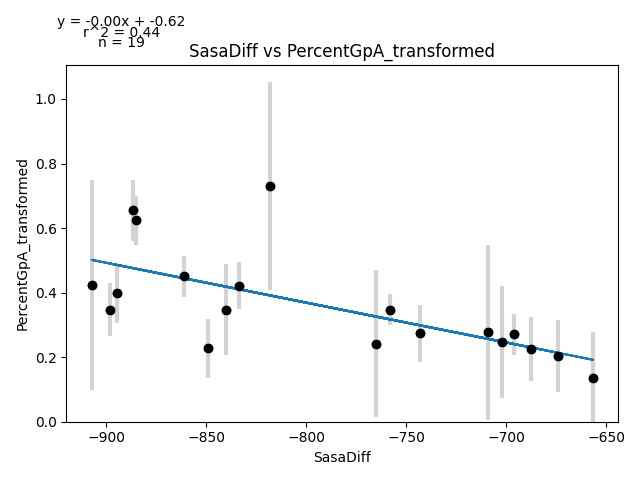 y = -0.00x + -0.62
r^2 = 0.44
n = 19
SasaDiff vs PercentGpA_transformed
1.0
0.8
0.6
0.4
0.2
0.0
PercentGpA_transformed
−900
−850
−800
−750
−700
−650
SasaDiff